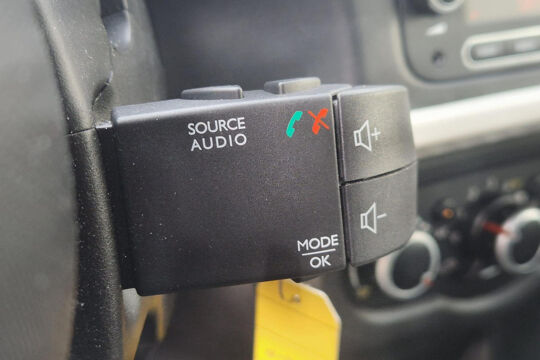 SOURCE
AUDIO
+
-
MODE
OK